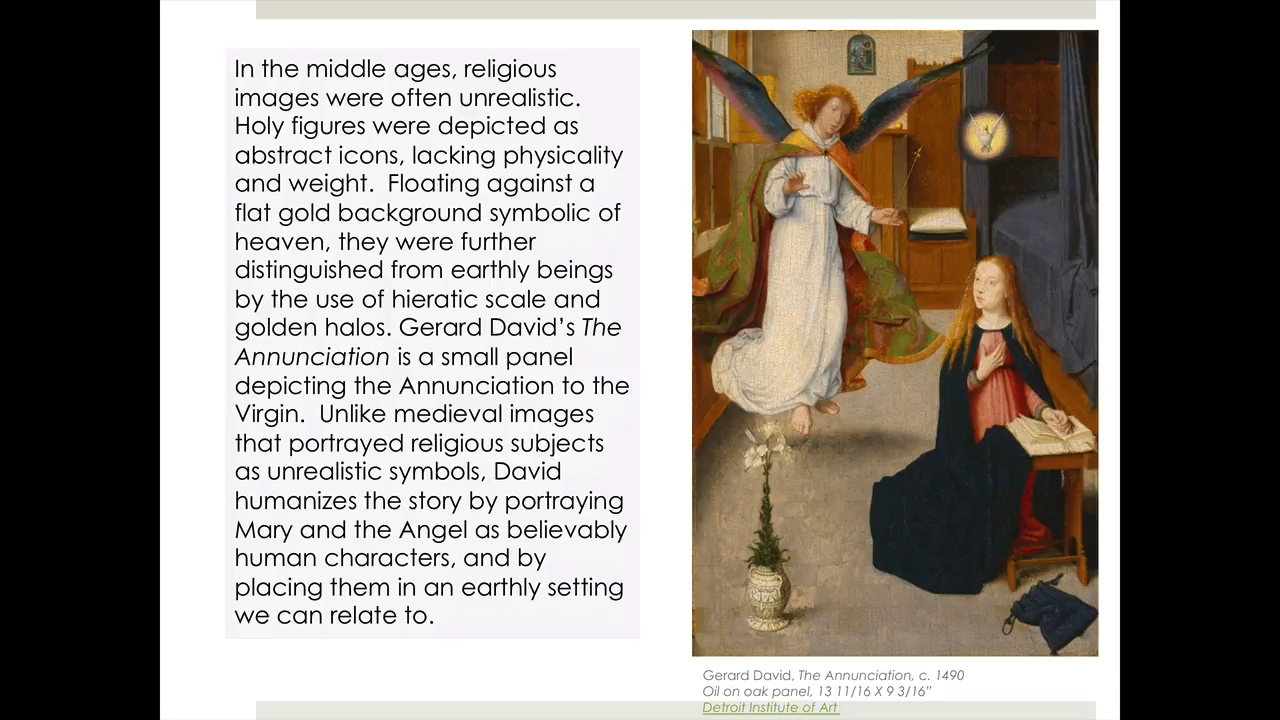 In the middle ages, religious
images were often unrealistic.
Holy figures were depicted as
abstract icons, lacking physicality
and weight.  Floating against a
flat gold background symbolic of
heaven, they were further
distinguished from earthly beings
by the use of hieratic scale and
golden halos. Gerard David’s The
Annunciation is a small panel
depicting the Annunciation to the
Virgin.  Unlike medieval images
that portrayed religious subjects
as unrealistic symbols, David
humanizes the story by portraying
Mary and the Angel as believably
human characters, and by
placing them in an earthly setting
we can relate to.
Gerard David, The Annunciation, c. 1490
Oil on oak panel, 13 11/16 X 9 3/16”
Detroit Institute of Art